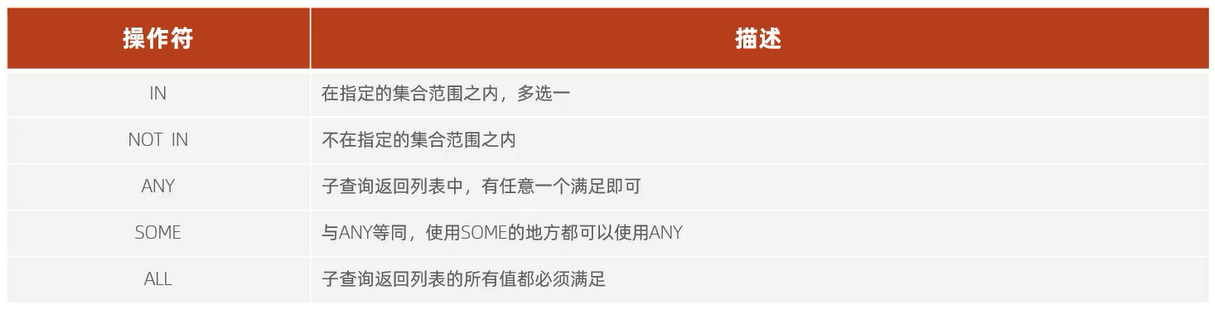 操作符 描述
IN 在指定的集合范围之内，多选一
NOT IN 不在指定的集合范围之内
ANY 子查询返回列表中，有任意一个满足即可
SOME 与ANY等同，使用SOME的地方都可以使用ANY
ALL 子查询返回列表的所有值都必须满足